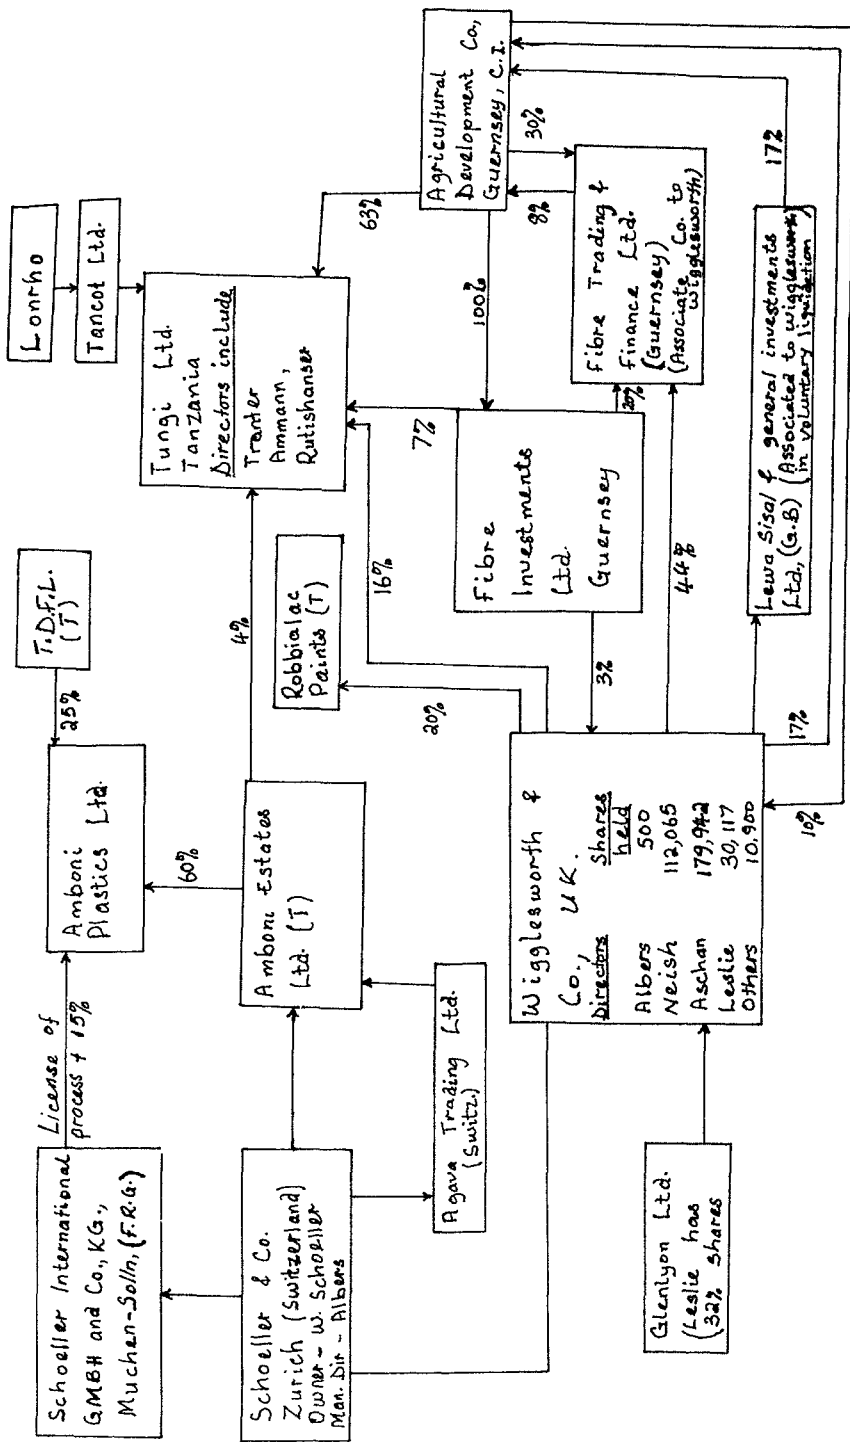 Schoeller International
GMBH and Co., KG.,
Muchen-Solln, (F.R.G.)
License of
process + 15%
Amboni
Plastics Ltd.
25%
T.D.F.L.
(T)
Lonrho
Tancot Ltd.
60%
Schoeller & Co.
Zurich (Switzerland)
Owner - W. Schoeller
Man. Dir - Albers
Amboni Estates
Ltd. (T)
4%
Tungi Ltd.
Tanzania
Directors include
Tranter
Ammann,
Rutishanser
Robbialac
Paints (T)
16%
7%
63%
Agava Trading Ltd.
(Switz.)
20%
Fibre
Investments
Ltd.
Guernsey
100%
Agricultural
Development Co,
Guernsey, C.I.
3%
20%
8%
30%
Wigglesworth &
Co., UK.
Directors Shares
held
Albers 500
Neish 112,065
Aschan 179,942
Leslie 30,117
Others 10,900
44%
Fibre Trading &
Finance Ltd.
(Guernsey)
(Associate Co. to
Wigglesworth)
Glenlyon Ltd.
(Leslie has
(32% shares
17%
Lewa Sisal & general investments
Ltd., (G.B) (Associated to wigglesworth
in voluntary liquidation)
17%
10%